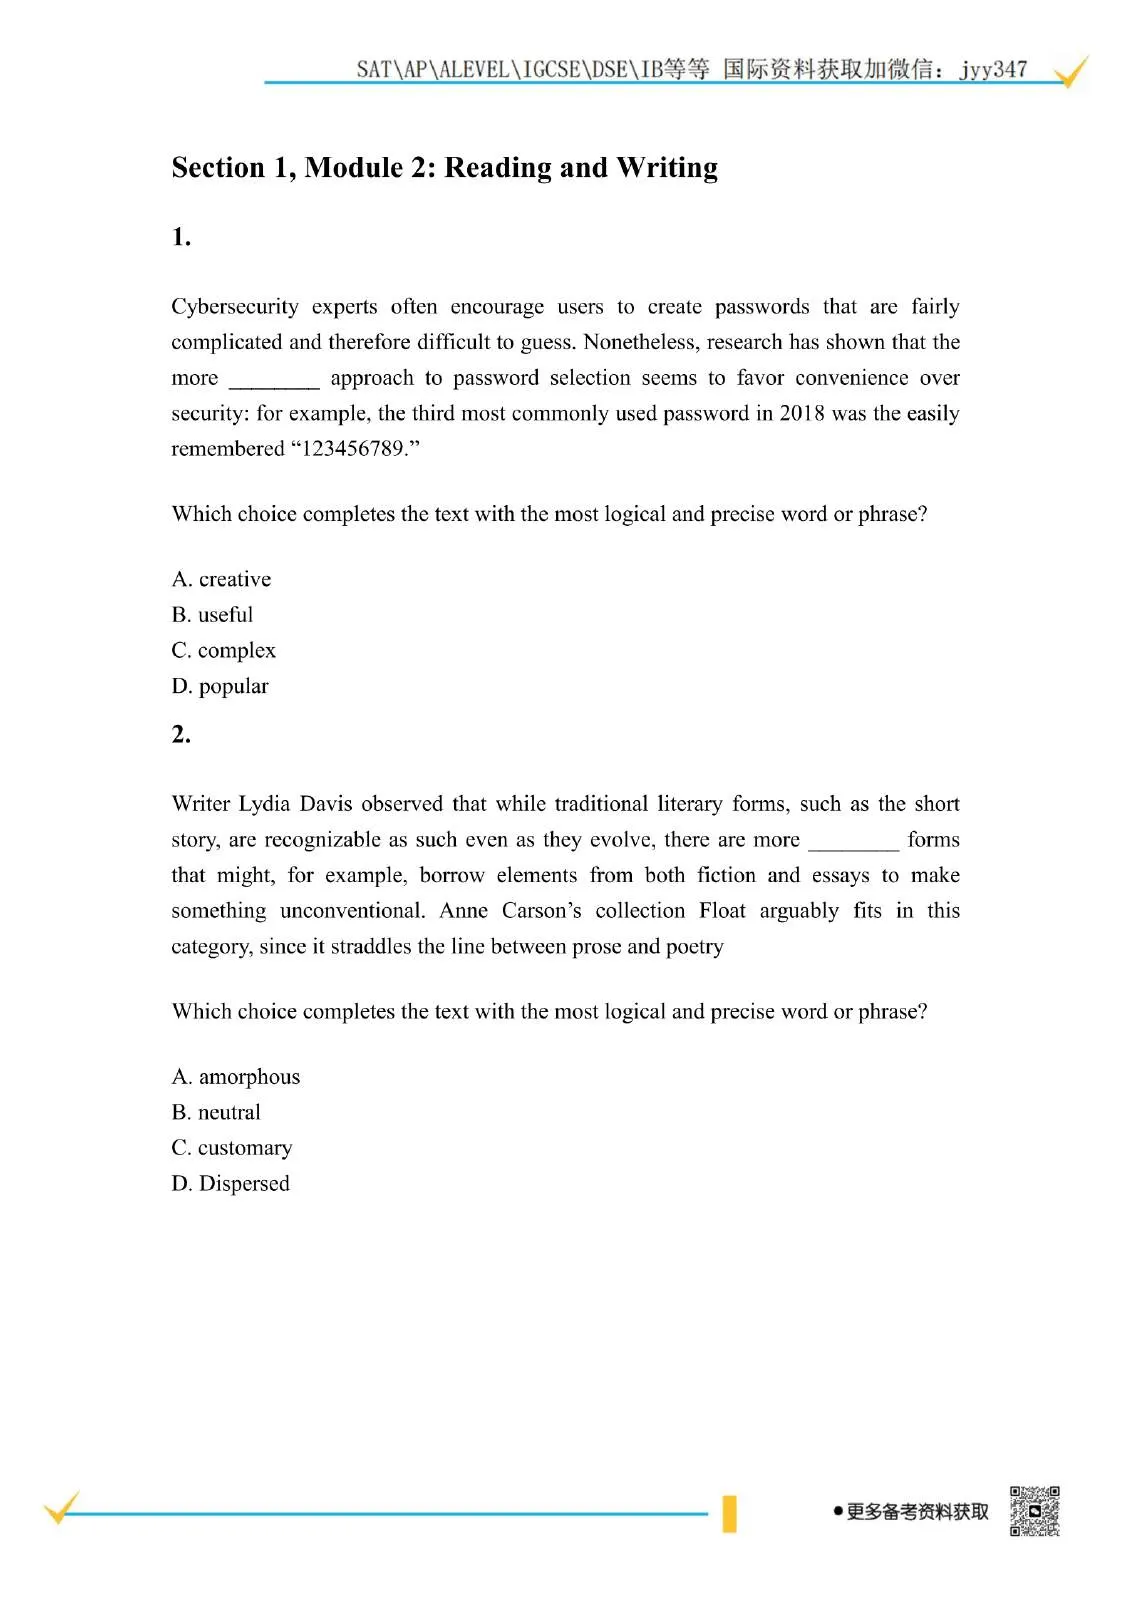 SAT\AP\ALEVEL\IGCSE\DSE\IB等等 国际资料获取加微信：jyy347
Section 1, Module 2: Reading and Writing
1.
Cybersecurity experts often encourage users to create passwords that are fairly
complicated and therefore difficult to guess. Nonetheless, research has shown that the
more ________ approach to password selection seems to favor convenience over
security: for example, the third most commonly used password in 2018 was the easily
remembered “123456789.”
Which choice completes the text with the most logical and precise word or phrase?
A. creative
B. useful
C. complex
D. popular
2.
Writer Lydia Davis observed that while traditional literary forms, such as the short
story, are recognizable as such even as they evolve, there are more ________ forms
that might, for example, borrow elements from both fiction and essays to make
something unconventional. Anne Carson’s collection Float arguably fits in this
category, since it straddles the line between prose and poetry
Which choice completes the text with the most logical and precise word or phrase?
A. amorphous
B. neutral
C. customary
D. Dispersed
●更多备考资料获取